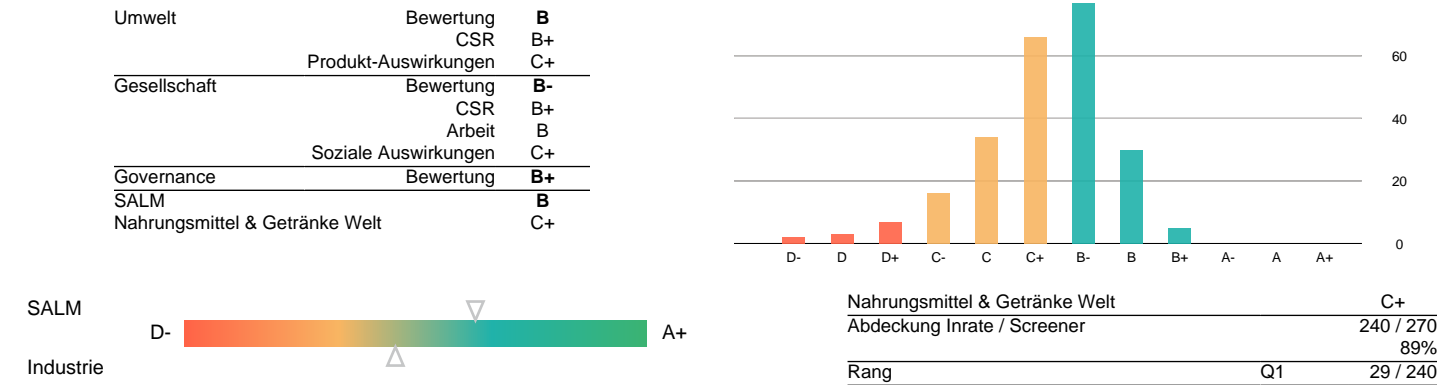 Umwelt Bewertung B
CSR B+
Produkt-Auswirkungen C+
Gesellschaft Bewertung B-
CSR B+
Arbeit B
Soziale Auswirkungen C+
Governance Bewertung B+
SALM B
Nahrungsmittel & Getränke Welt C+
60
40
20
0
D- D D+ C- C C+ B- B B+ A- A A+
SALM
D- A+
Industrie
Nahrungsmittel & Getränke Welt C+
Abdeckung Inrate / Screener 240 / 270
89%
Rang Q1 29 / 240